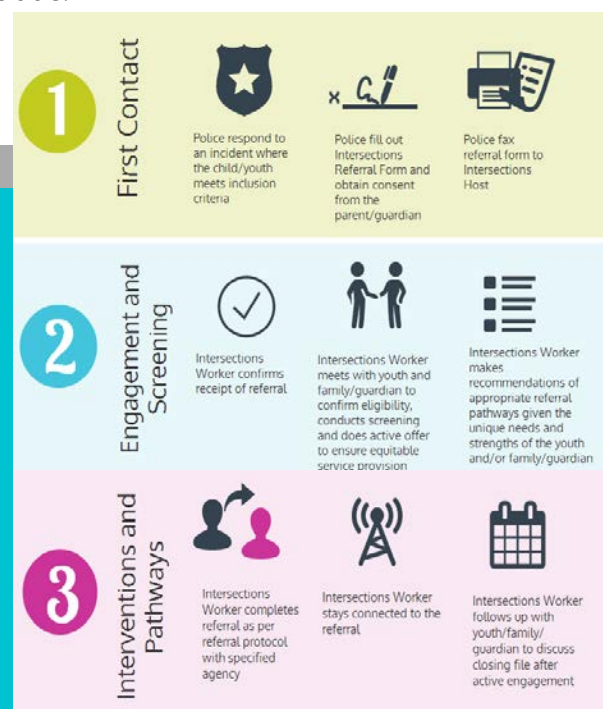 1
First Contact
Police respond to
an incident where
the child/youth
meets inclusion
criteria
x
Police fill out
Intersections
Referral Form and
obtain consent
from the
parent/guardian
Police fax
referral form to
Intersections
Host
2
Engagement and
Screening
Intersections
Worker confirms
receipt of referral
Intersections Worker
meets with youth and
family/guardian to
confirm eligibility,
conducts screening
and does active offer
to ensure equitable
service provision
Intersections Worker
makes
recommendations of
appropriate referral
pathways given the
unique needs and
strengths of the youth
and/or family/guardian
3
Interventions and
Pathways
Intersections
Worker completes
referral as per
referral protocol
with specified
agency
Intersections Worker
stays connected to the
referral
Intersections Worker
follows up with
youth/family/
guardian to discuss
closing file after
active engagement